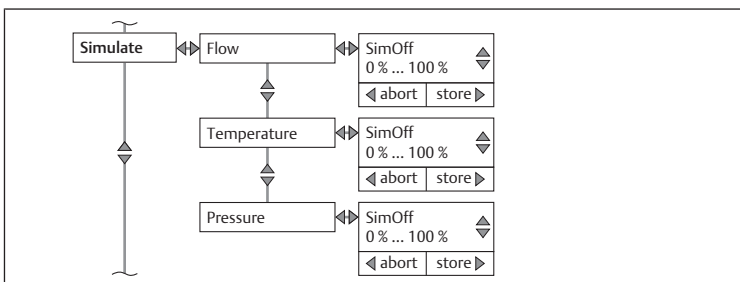 Simulate
Flow
SimOff
0 % ... 100 %
abort
store
Temperature
SimOff
0 % ... 100 %
abort
store
Pressure
SimOff
0 % ... 100 %
abort
store